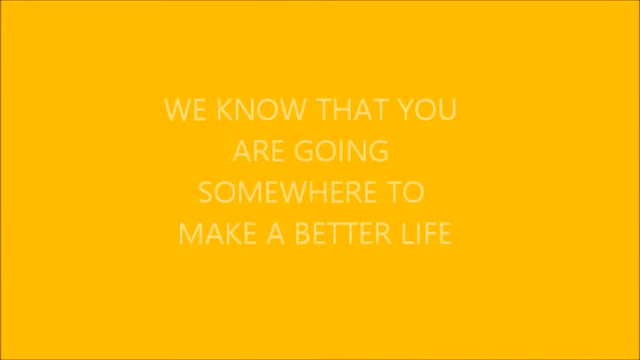 WE KNOW THAT YOU
ARE GOING
SOMEWHERE TO
MAKE A BETTER LIFE